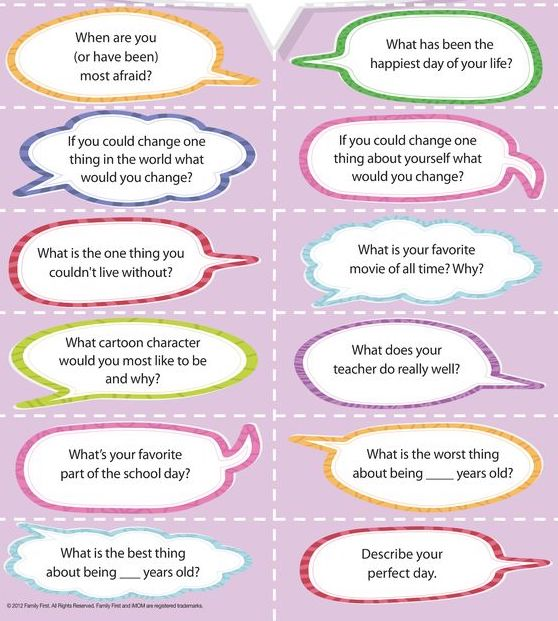 When are you
(or have been)
most afraid?
What has been the
happiest day of your life?
If you could change one
thing in the world what
would you change?
If you could change one
thing about yourself what
would you change?
What is the one thing you
couldn't live without?
What is your favorite
movie of all time? Why?
What cartoon character
would you most like to be
and why?
What does your
teacher do really well?
What's your favorite
part of the school day?
What is the worst thing
about being ____ years old?
What is the best thing
about being ___ years old?
Describe your
perfect day.
© 2012 Family First. All Rights Reserved. Family First and iMOM are registered trademarks.